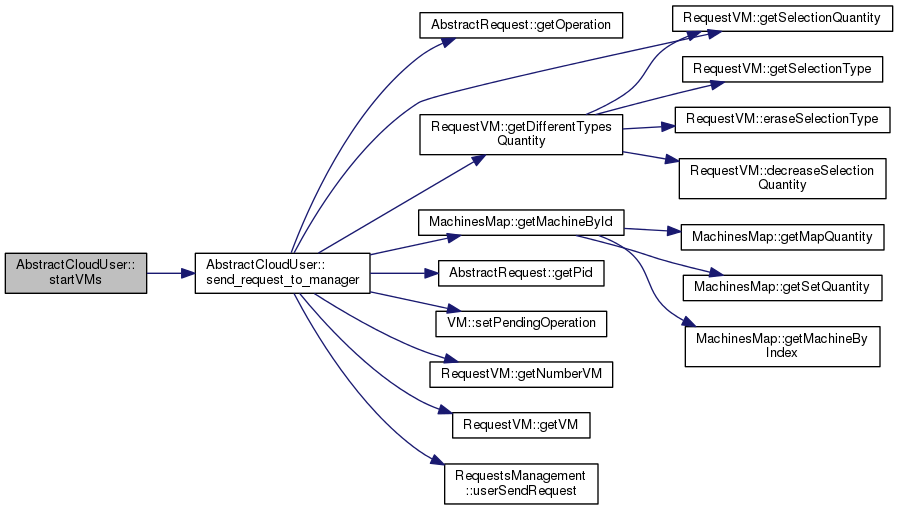 AbstractCloudUser::
startVMs
AbstractCloudUser::
send_request_to_manager
AbstractRequest::getOperation
RequestVM::getDifferentTypes
Quantity
MachinesMap::getMachineById
AbstractRequest::getPid
VM::setPendingOperation
RequestVM::getNumberVM
RequestVM::getVM
RequestsManagement
::userSendRequest
RequestVM::getSelectionQuantity
RequestVM::getSelectionType
RequestVM::eraseSelectionType
RequestVM::decreaseSelection
Quantity
MachinesMap::getMapQuantity
MachinesMap::getSetQuantity
MachinesMap::getMachineBy
Index